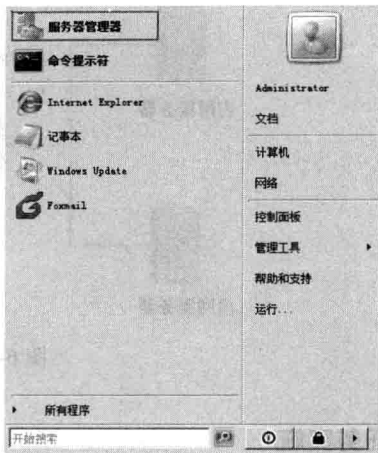 服务器管理器
命令提示符
Internet Explorer
记事本
Windows Update
Foxmail
所有程序
开始搜索
Administrator
文档
计算机
网络
控制面板
管理工具
帮助和支持
运行...